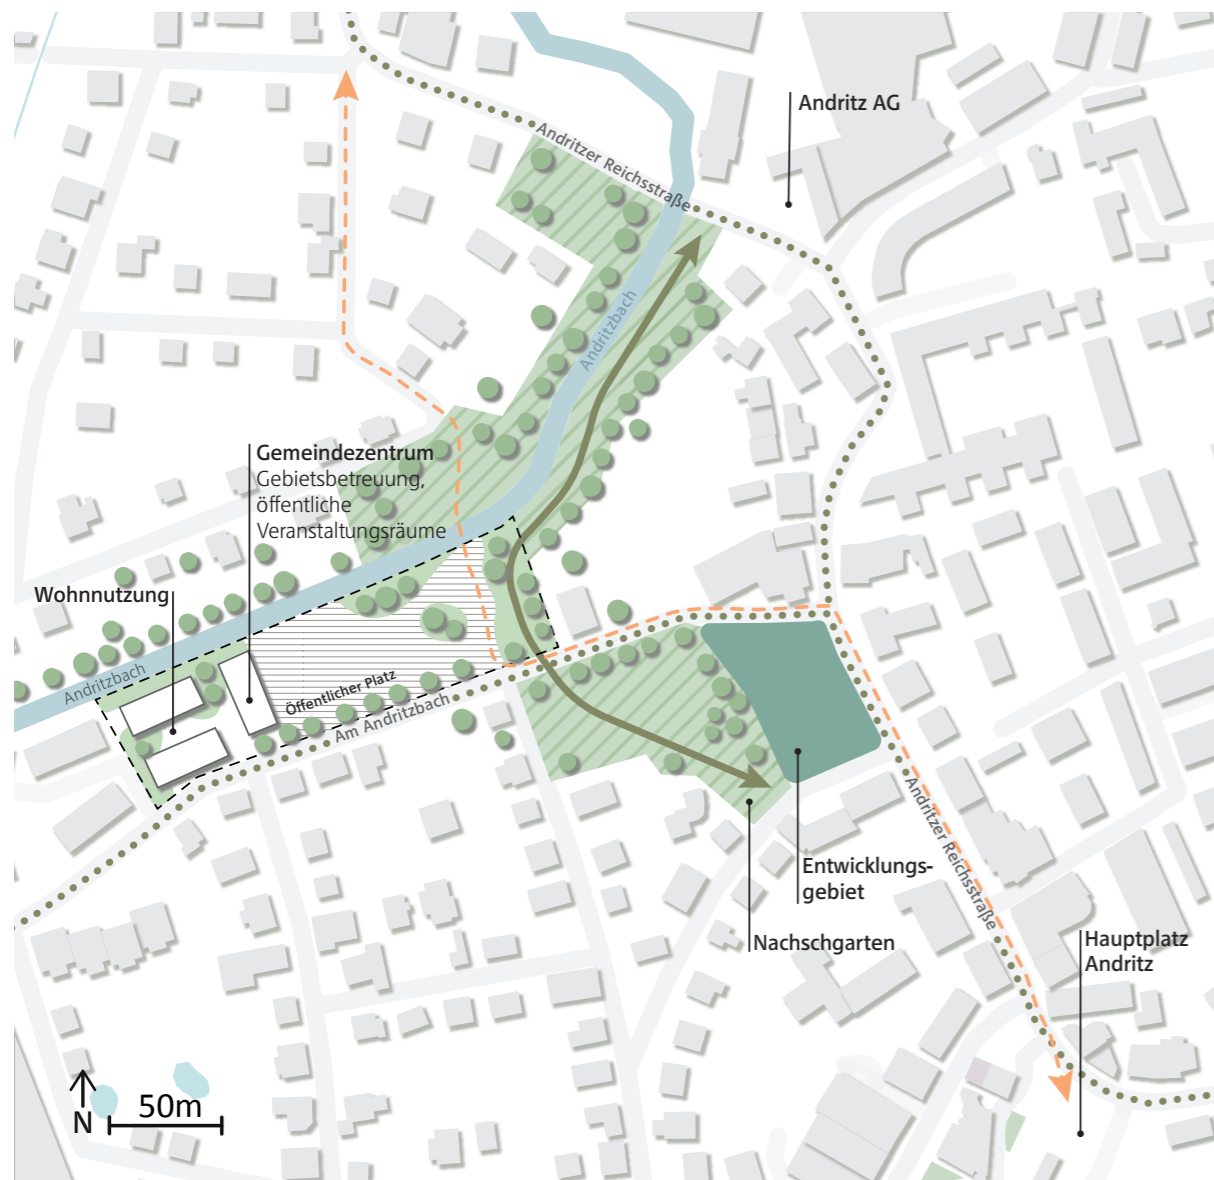 Andritz AG
Andritzer Reichsstraße
Andritzbach
Gemeindezentrum
Gebietsbetreuung,
öffentliche
Veranstaltungsräume
Wohnnutzung
Andritzbach
Öffentlicher Platz
Am Andritzbach
Andritzer Reichsstraße
Entwicklungs-
gebiet
Nachschgarten
Hauptplatz
Andritz
N
50m